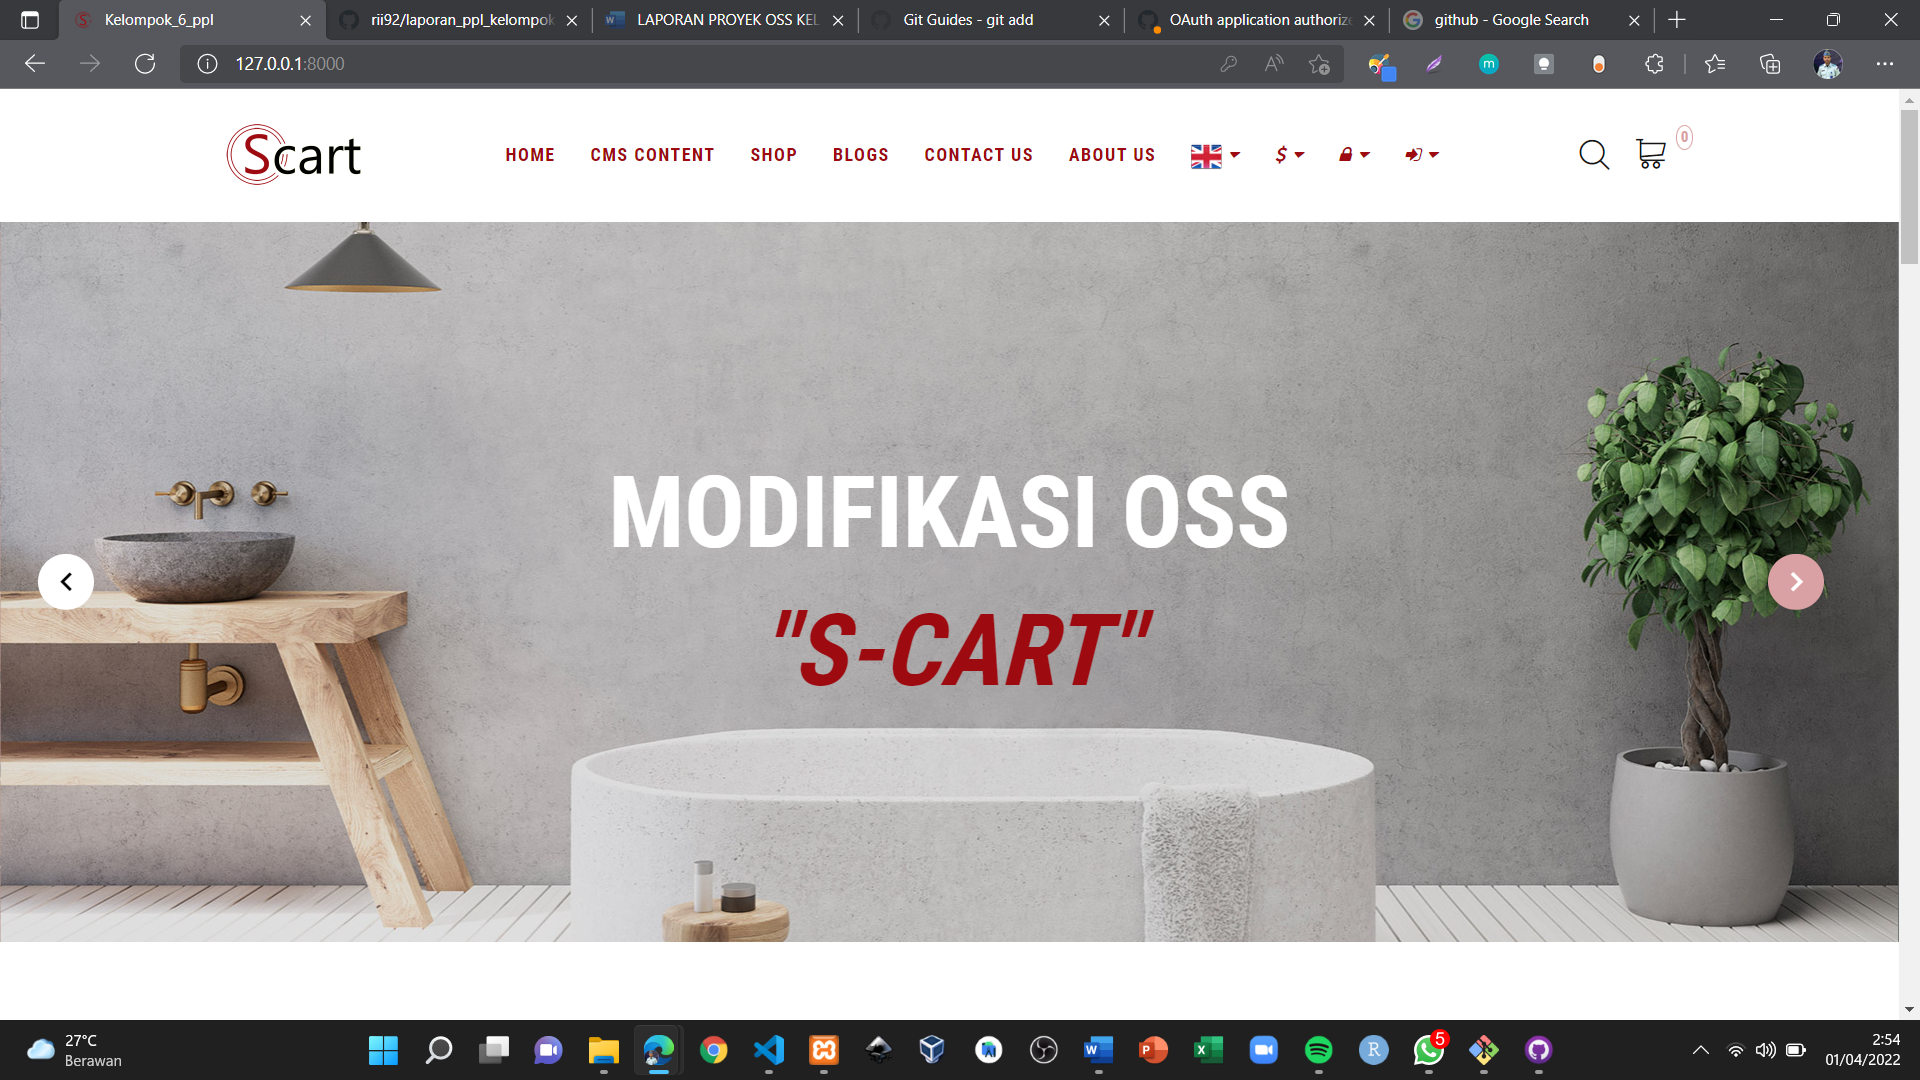 Kelompok_6_ppl
rii92/laporan_ppl_kelompok
LAPORAN PROYEK OSS KEL
Git Guides - git add
OAuth application authorize
github - Google Search
127.0.0.1:8000
Scart
HOME
CMS CONTENT
SHOP
BLOGS
CONTACT US
ABOUT US
$
0
MODIFIKASI OSS
"S-CART"
27°C
Berawan
5
2:54
01/04/2022